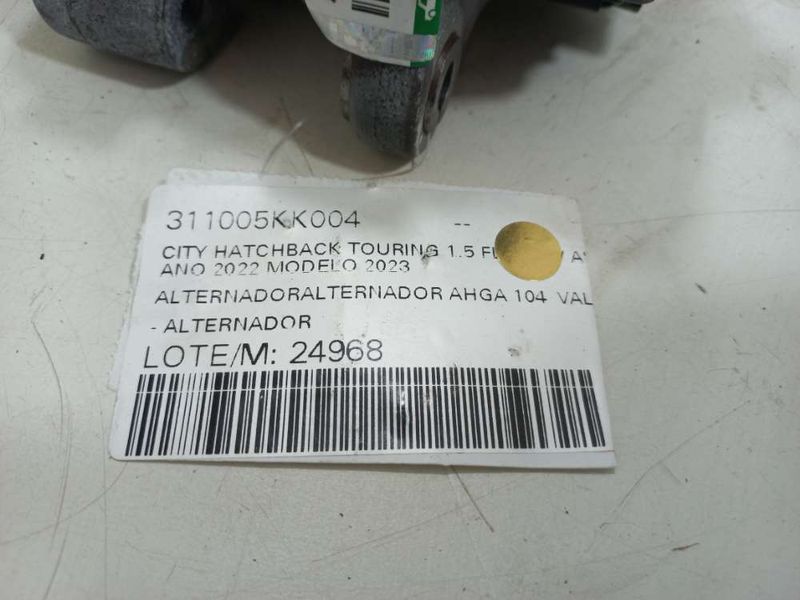 311005KK004 --
CITY HATCHBACK TOURING 1.5
ANO 2022 MODELO 2023
ALTERNADORALTERNADOR AHGA 104 VAL
- ALTERNADOR
LOTE/M: 24968